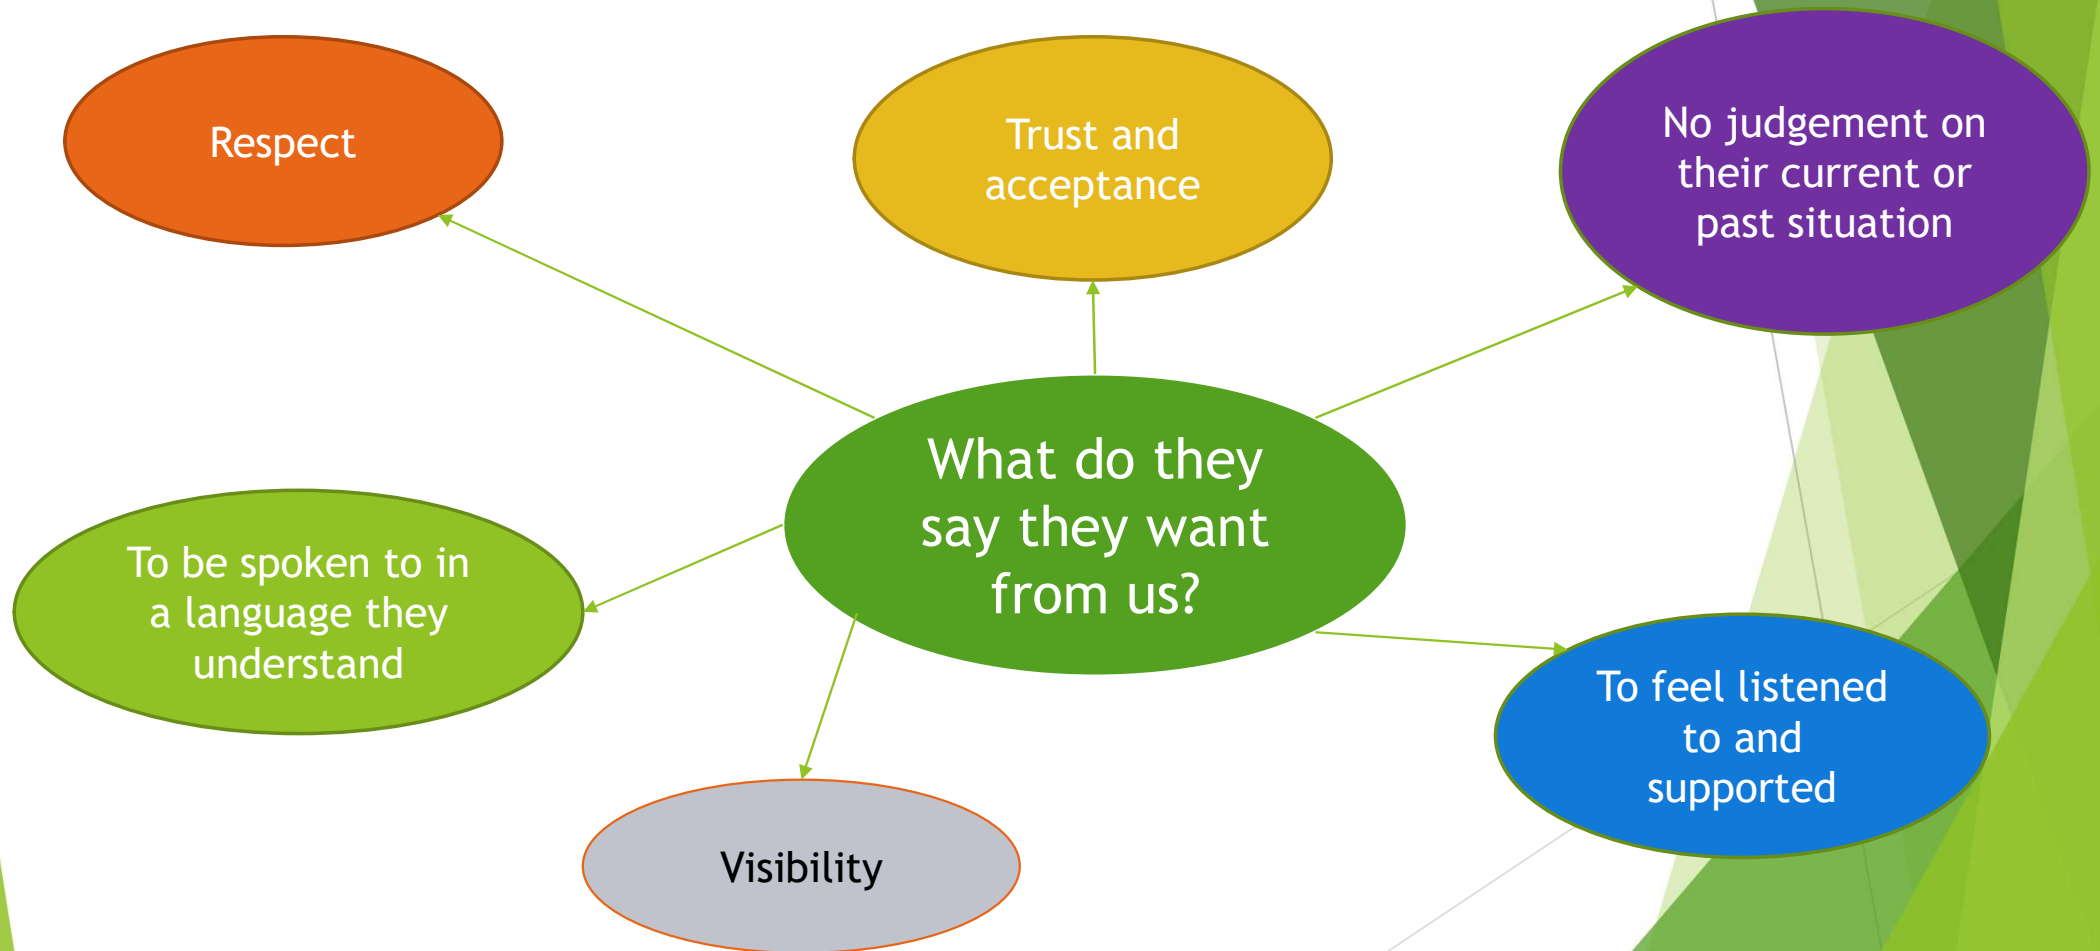 Respect
Trust and
acceptance
No judgement on
their current or
past situation
What do they
say they want
from us?
To be spoken to in
a language they
understand
To feel listened
to and
supported
Visibility